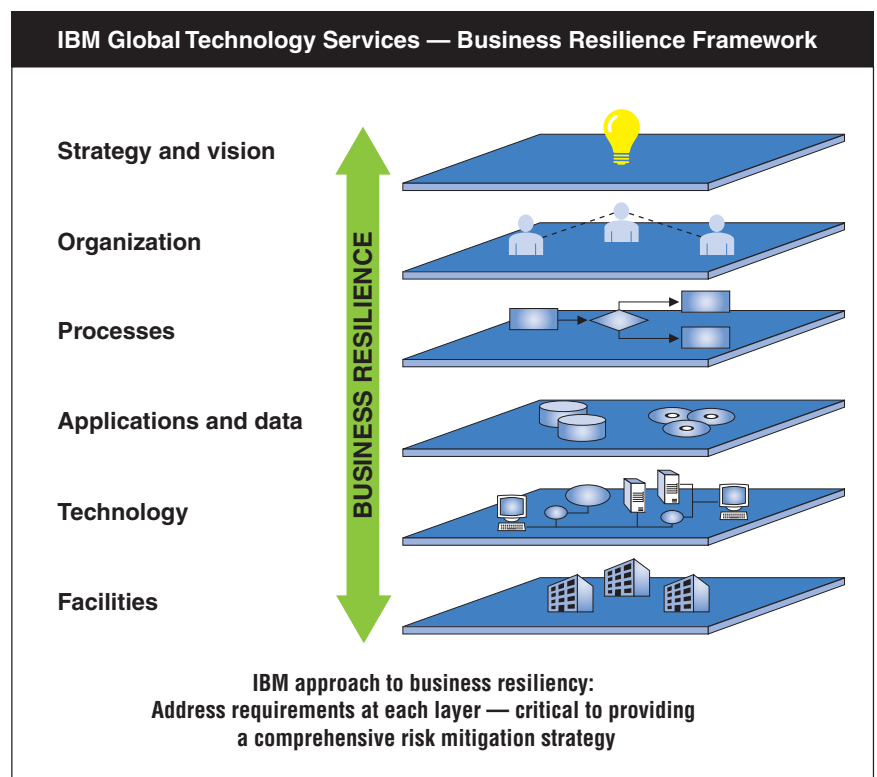 IBM Global Technology Services — Business Resilience Framework
Strategy and vision
Organization
Processes
Applications and data
Technology
Facilities
BUSINESS RESILIENCE
IBM approach to business resiliency:
Address requirements at each layer — critical to providing
a comprehensive risk mitigation strategy